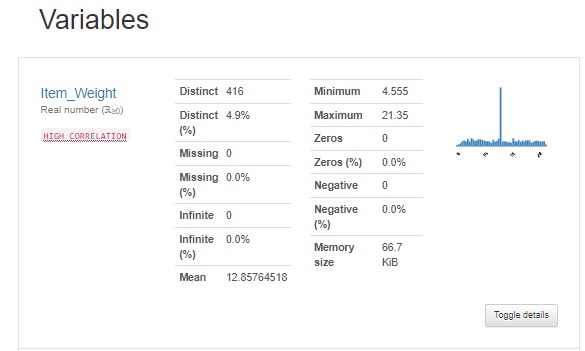 Variables
Item_Weight
Real number (ℝ≥0)
HIGH CORRELATION
Distinct 416
Distinct 4.9%
(%)
Missing 0
Missing 0.0%
(%)
Infinite 0
Infinite 0.0%
(%)
Mean 12.85764518
Minimum 4.555
Maximum 21.35
Zeros 0
Zeros (%) 0.0%
Negative 0
Negative 0.0%
(%)
Memory 66.7
size KiB
Toggle details